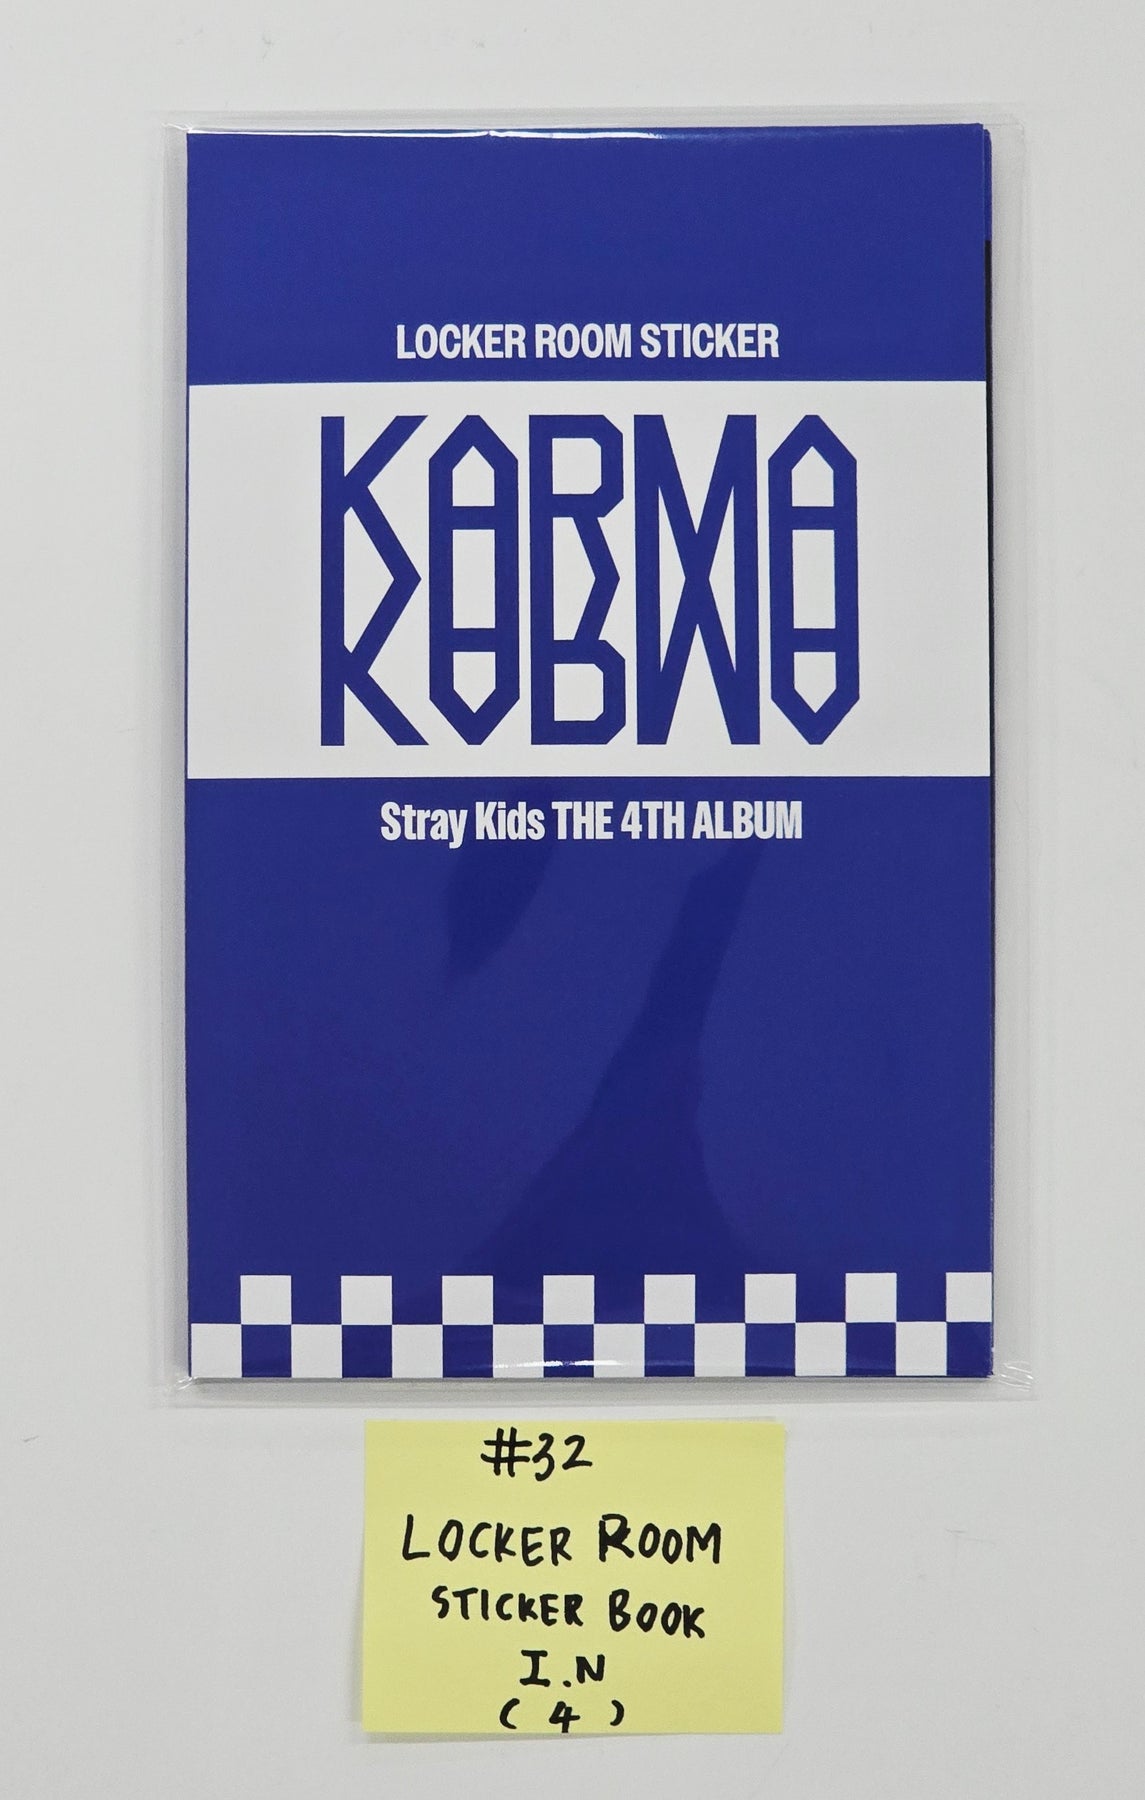 LOCKER ROOM STICKER
KARMA
Stray Kids THE 4TH ALBUM
#32
LOCKER ROOM
STICKER BOOK
I.N
( 4 )